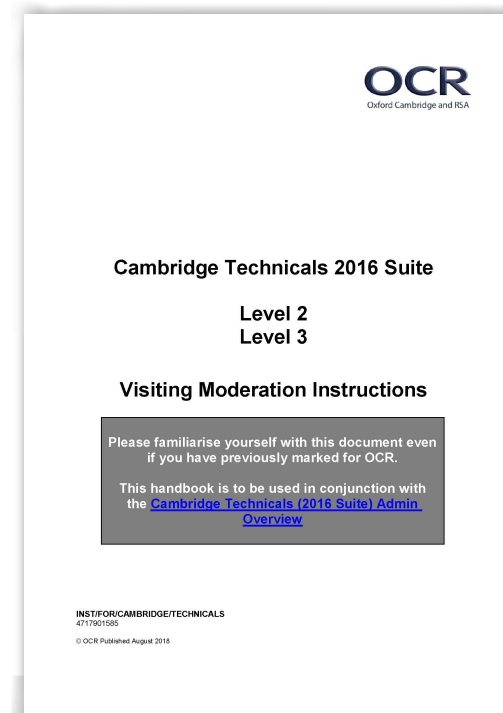 OCR
Oxford Cambridge and RSA
Cambridge Technicals 2016 Suite
Level 2
Level 3
Visiting Moderation Instructions
Please familiarise yourself with this document even
if you have previously marked for OCR.
This handbook is to be used in conjunction with
the Cambridge Technicals (2016 Suite) Admin
Overview
INST/FOR/CAMBRIDGE/TECHNICALS
4717901585
© OCR Published August 2018